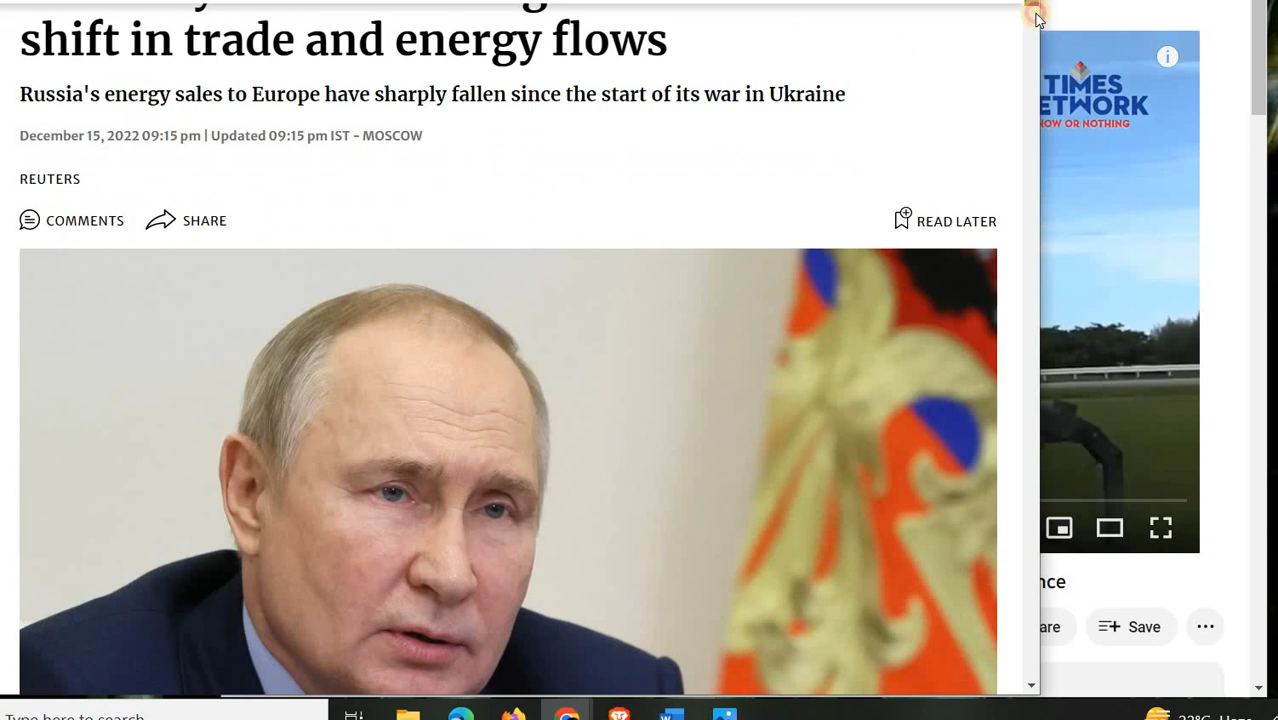 shift in trade and energy flows
Russia's energy sales to Europe have sharply fallen since the start of its war in Ukraine
December 15, 2022 09:15 pm | Updated 09:15 pm IST - MOSCOW
REUTERS
COMMENTS SHARE READ LATER
TIMES
NETWORK
NOW OR NOTHING
nce
are Save
Type here to search